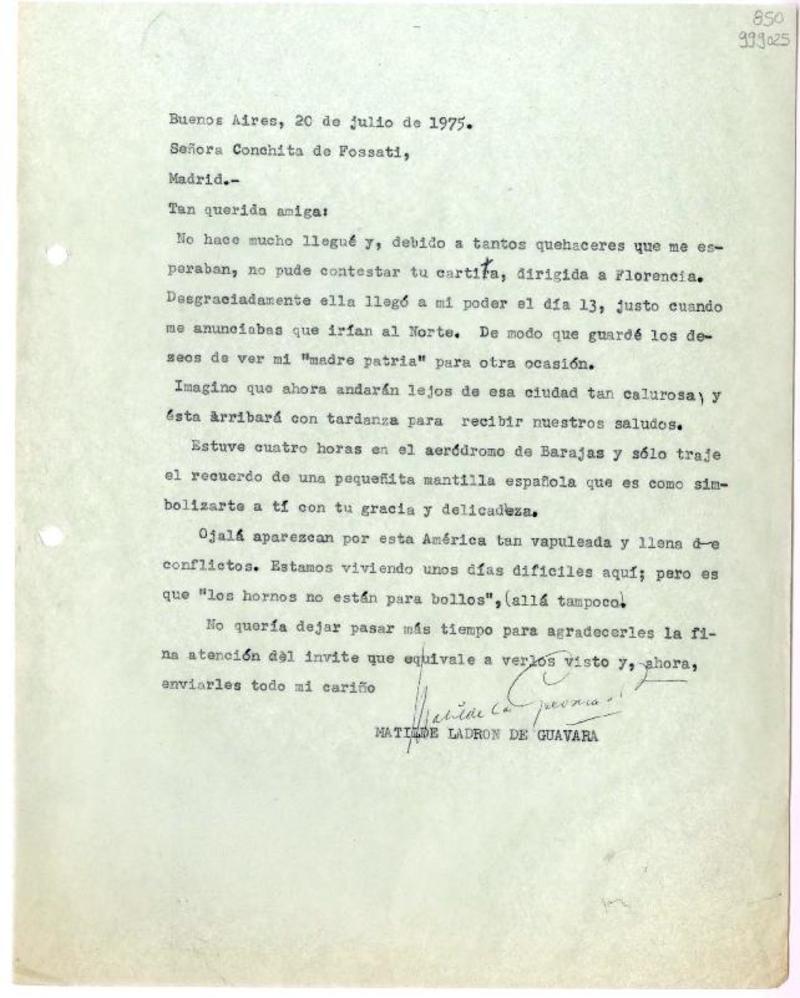 850
999025
Buenos Aires, 20 de julio de 1975.
Señora Conchita de Fossati,
Madrid.-
Tan querida amiga:
No hace mucho llegué y, debido a tantos quehaceres que me es-
peraban, no pude contestar tu cartita, dirigida a Florencia.
Desgraciadamente ella llegó a mi poder el día 13, justo cuando
me anunciabas que irían al Norte. De modo que guardé los de-
seos de ver mi "madre patria" para otra ocasión.
Imagino que ahora andarán lejos de esa ciudad tan calurosa, y
ésta arribará con tardanza para recibir nuestros saludos.
Estuve cuatro horas en el aeródromo de Barajas y sólo traje
el recuerdo de una pequeñita mantilla española que es como sim-
bolizarte a tí con tu gracia y delicadeza.
Ojalá aparezcan por esta América tan vapuleada y llena de
conflictos. Estamos viviendo unos días dificiles aquí; pero es
que "los hornos no están para bollos", (allá tampoco).
No quería dejar pasar más tiempo para agradecerles la fi-
na atención del invite que equivale a verlos visto y, ahora,
enviarles todo mi cariño
Matilde L. de Guevara
MATILDE LADRON DE GUAVARA